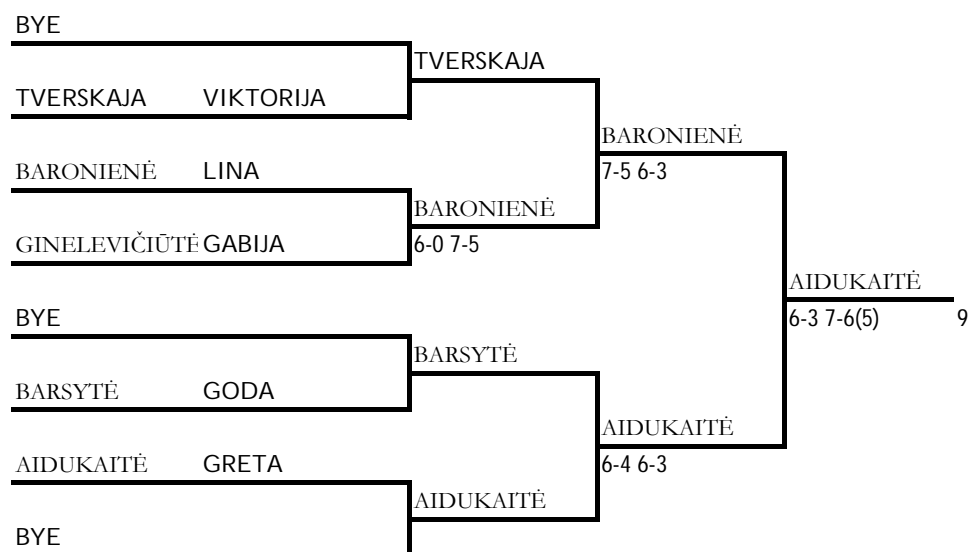 BYE
TVERSKAJA
TVERSKAJA VIKTORIJA
BARONIENĖ
BARONIENĖ LINA
7-5 6-3
BARONIENĖ
GINELEVIČIŪTĖ GABIJA
6-0 7-5
AIDUKAITĖ
BYE
6-3 7-6(5) 9
BARSYTĖ
BARSYTĖ GODA
AIDUKAITĖ
AIDUKAITĖ GRETA
6-4 6-3
AIDUKAITĖ
BYE